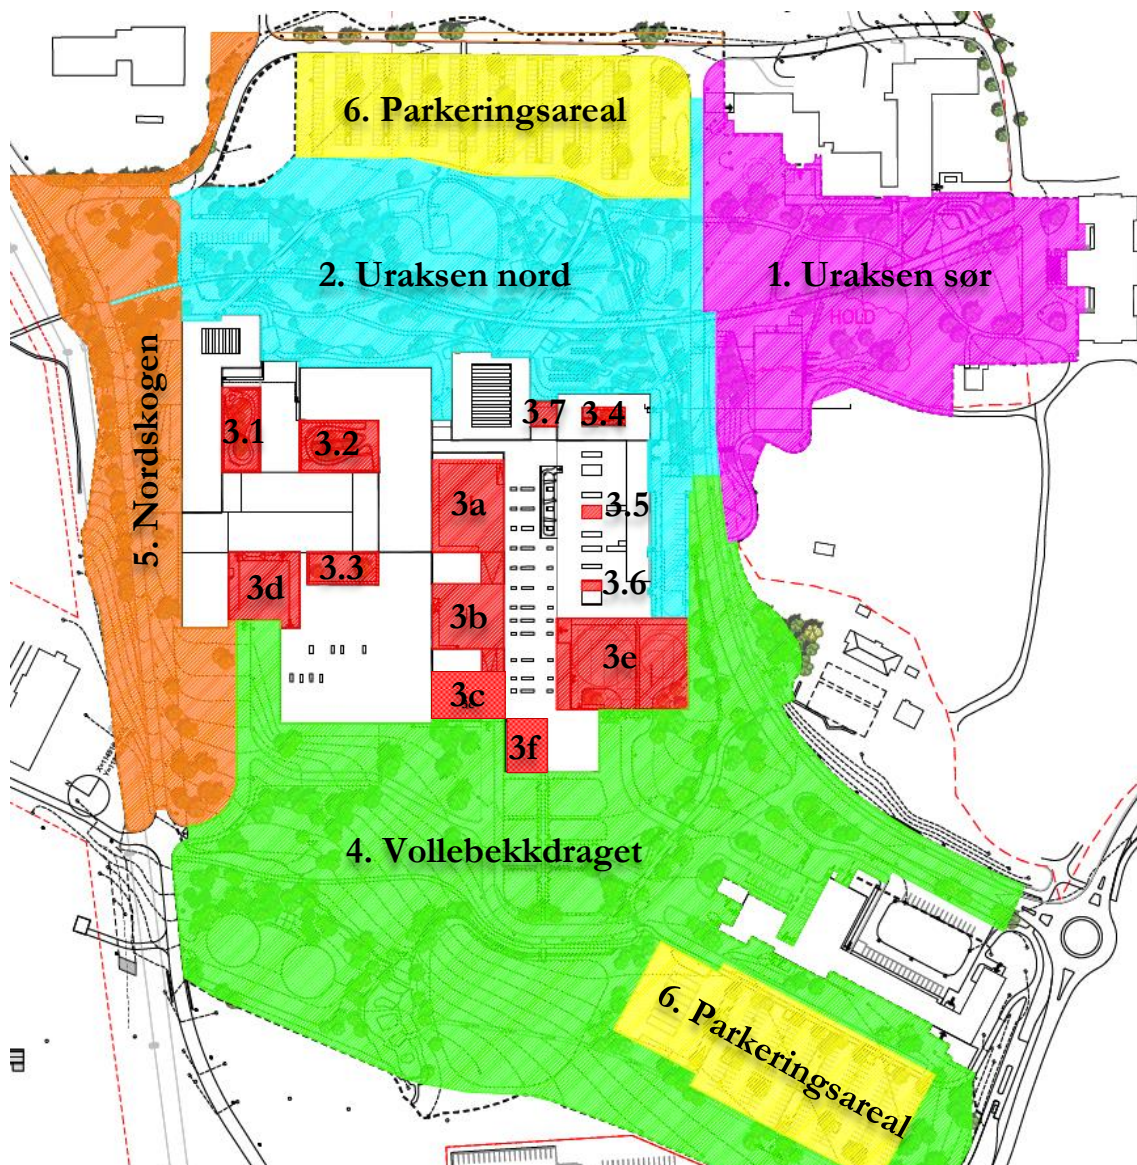 6. Parkeringsareal
2. Uraksen nord
1. Uraksen sør
HOLD
5. Nordskogen
3.7
3.4
3.1
3.2
3a
3.5
3.3
3.6
3d
3b
3e
3c
3f
4. Vollebekkdraget
6. Parkeringsareal